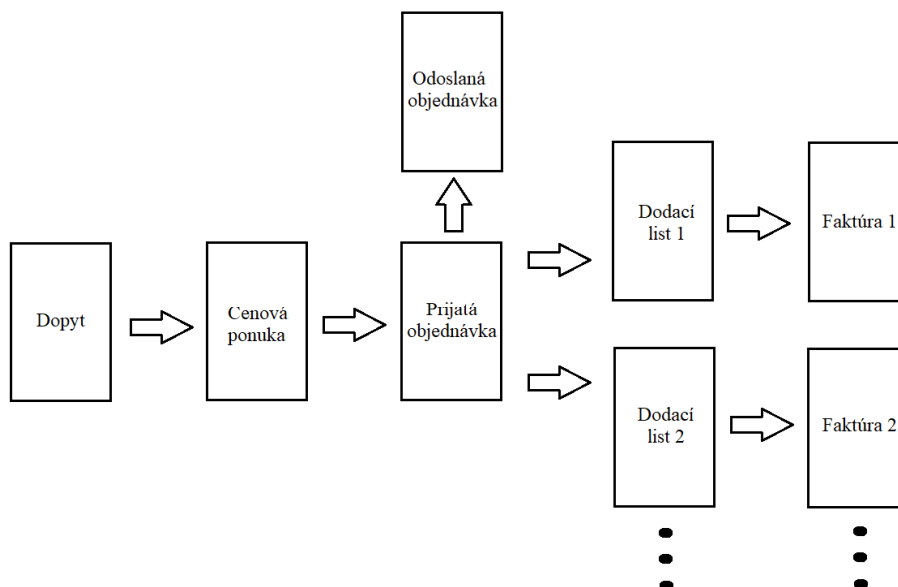 Odoslaná
objednávka
Dodací
list 1
Faktúra 1
Dopyt
Cenová
ponuka
Prijatá
objednávka
Dodací
list 2
Faktúra 2